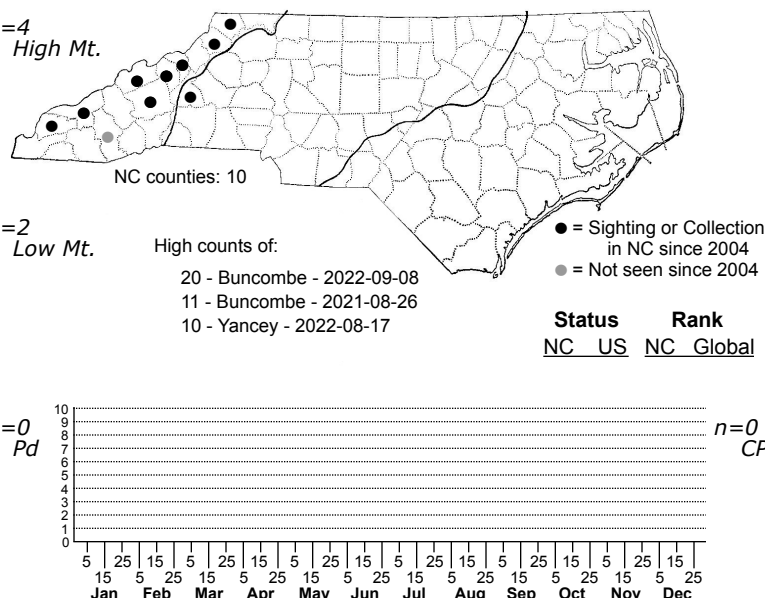 =4
High Mt.
NC counties: 10
=2
Low Mt.
High counts of:
20 - Buncombe - 2022-09-08
11 - Buncombe - 2021-08-26
10 - Yancey - 2022-08-17
= Sighting or Collection
in NC since 2004
= Not seen since 2004
Status Rank
NC US NC Global
=0
Pd
10
9
8
7
6
5
4
3
2
1
0
n=0
CP
5 25 15 5 25 15 5 25 15 5 25 15 5 25 15 5 25 15
15 5 25 15 5 25 15 5 25 15 5 25 15 5 25 15 5 25
Jan Feb Mar Apr May Jun Jul Aug Sep Oct Nov Dec